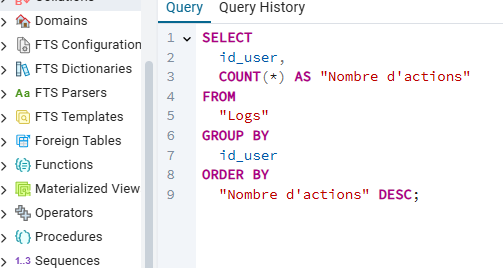 Query
Query History
Domains
FTS Configuration
FTS Dictionaries
Aa FTS Parsers
FTS Templates
Foreign Tables
Functions
Materialized View
Operators
Procedures
1..3 Sequences
1 SELECT
2 id_user,
3 COUNT(*) AS "Nombre d'actions"
4 FROM
5 "Logs"
6 GROUP BY
7 id_user
8 ORDER BY
9 "Nombre d'actions" DESC;